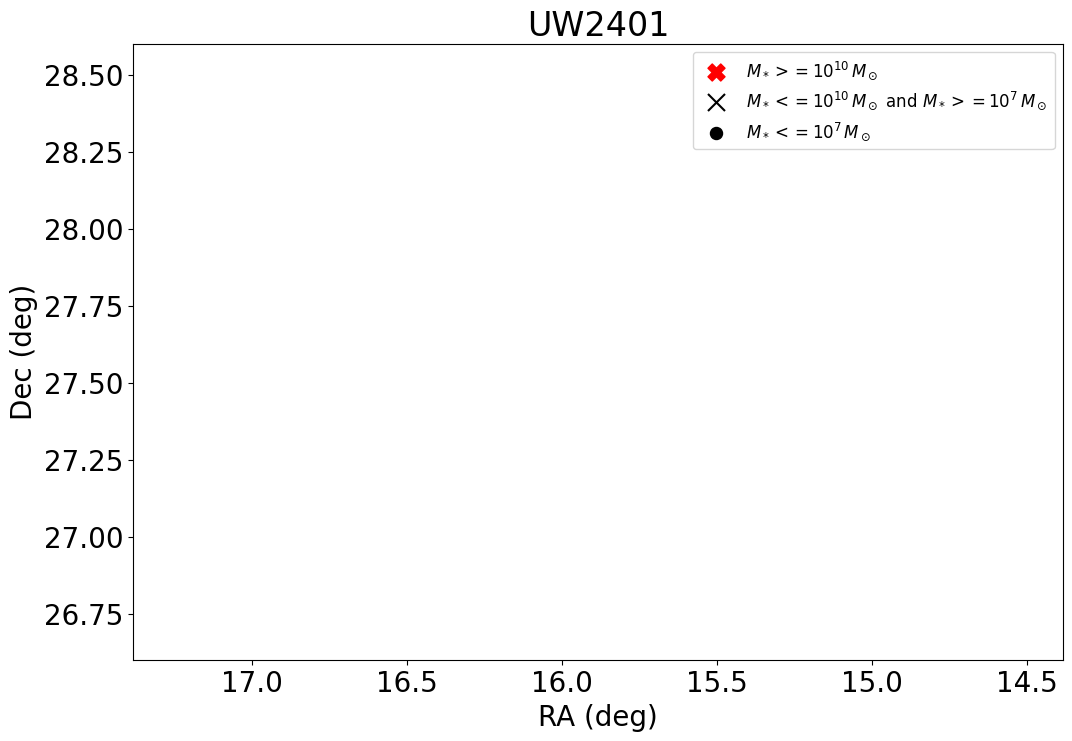 UW2401
M* >= 10^10 M⊙
M* <= 10^10 M⊙ and M* >= 10^7 M⊙
M* <= 10^7 M⊙
28.50
28.25
28.00
27.75
27.50
27.25
27.00
26.75
Dec (deg)
17.0 16.5 16.0 15.5 15.0 14.5
RA (deg)